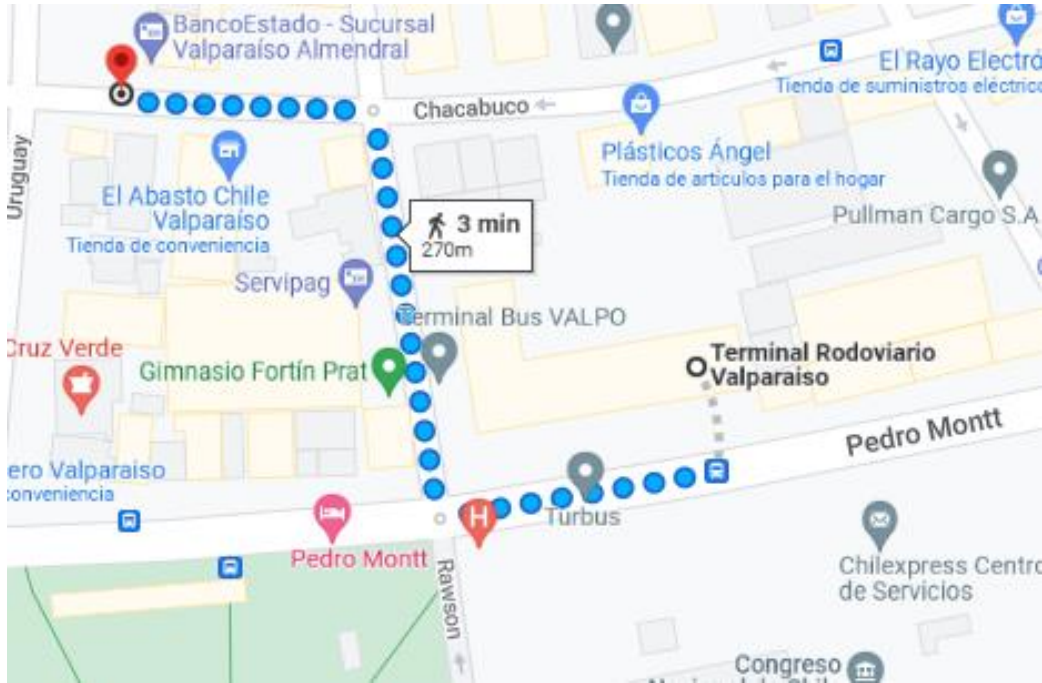 BancoEstado - Sucursal
Valparaíso Almendral
El Rayo Electró
Tienda de suministros eléctrico
Chacabuco
Uruguay
Plásticos Ángel
Tienda de artículos para el hogar
El Abasto Chile
Valparaíso
Tienda de conveniencia
Pullman Cargo S.A
3 min
270m
Servipag
Terminal Bus VALPO
Cruz Verde
Gimnasio Fortín Prat
Terminal Rodoviario
Valparaiso
Pedro Montt
ero Valparaiso
conveniencia
H
Turbus
Pedro Montt
Rawson
Chilexpress Centro
de Servicios
Congreso